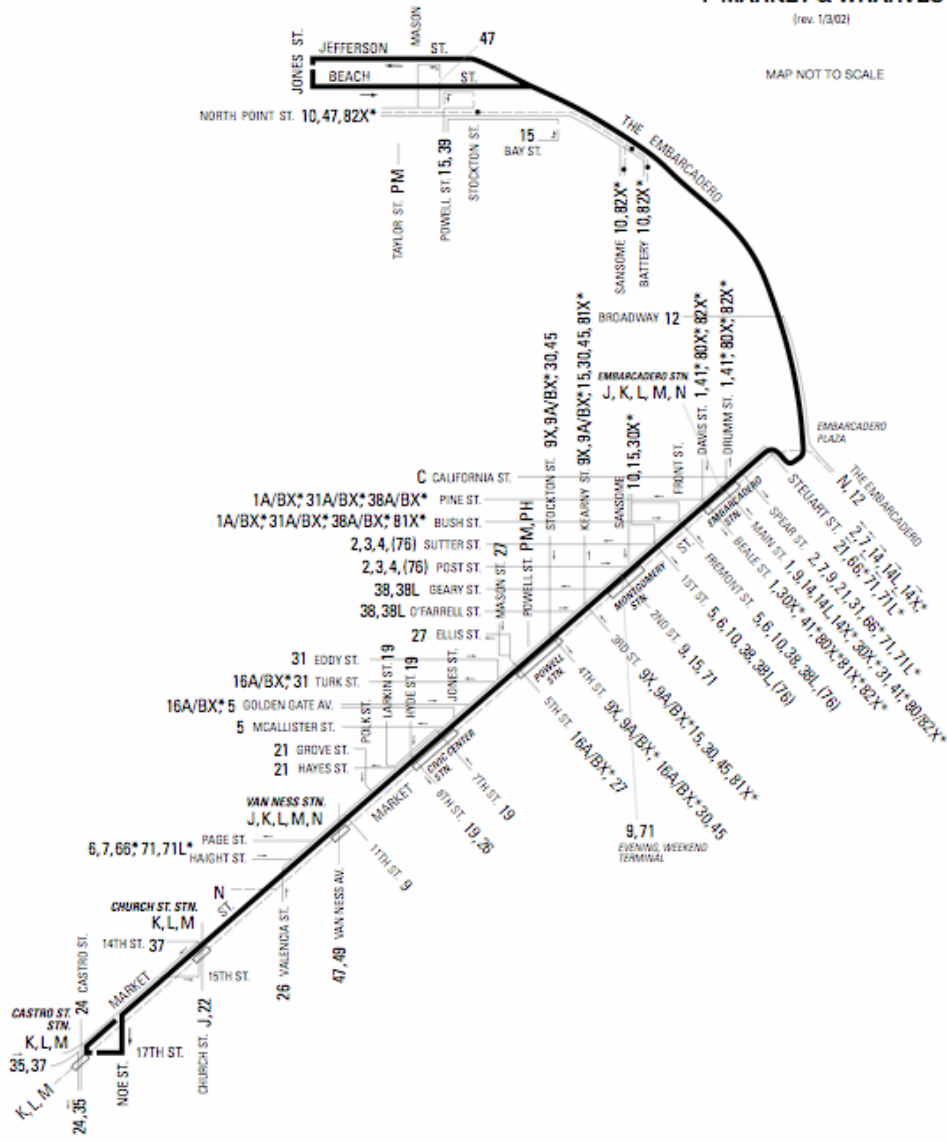 (rev. 1/3/02)
MAP NOT TO SCALE
JONES ST.
JEFFERSON ST.
MASON
47
BEACH ST.
NORTH POINT ST. 10,47,82X*
15
BAY ST.
THE EMBARCADERO
TAYLOR ST. PM
POWELL ST. 15,39
STOCKTON ST.
SANSOME 10,82X*
BATTERY 10,82X*
BROADWAY 12
STOCKTON ST. 9X,9A/BX,* 30,45
KEARNY ST. 9X,9A/BX,* 15,30,45,81X*
EMBARCADERO STN.
J, K, L, M, N
DAVIS ST. 1,41,* 80X,* 82X*
DRUMM ST. 1,41,* 80X,* 82X*
SANSOME 10,15,30X*
FRONT ST.
EMBARCADERO
PLAZA
THE EMBARCADERO
N, 12
C CALIFORNIA ST.
1A/BX,* 31A/BX,* 38A/BX* PINE ST.
1A/BX,* 31A/BX,* 38A/BX,* 81X* BUSH ST.
2,3,4,(76) SUTTER ST.
2,3,4,(76) POST ST.
38,38L GEARY ST.
38,38L O'FARRELL ST.
27 ELLIS ST.
MASON ST. 27
POWELL ST. PM,PH
31 EDDY ST.
16A/BX,* 31 TURK ST.
16A/BX,* 5 GOLDEN GATE AV.
5 MCALLISTER ST.
21 GROVE ST.
21 HAYES ST.
POLK ST.
LARKIN ST. 19
HYDE ST. 19
JONES ST.
EMBARCADERO
STN.
MONTGOMERY
STN.
POWELL
STN.
CIVIC CENTER
STN.
ST.
MARKET
STEUART ST. 2,7,14,14L,14X*
21,66,* 71,71L*
SPEAR ST. 2,7,9,21,31,66,* 71,71L*
MAIN ST. 1,9,14,14L,14X,* 30X,* 31,41,* 80/82X*
BEALE ST. 1,30X,* 41,* 80X,* 81X,* 82X*
FREMONT ST. 5,6,10,38,38L,(76)
1ST ST. 5,6,10,38,38L,(76)
2ND ST. 9,15,71
3RD ST. 9X,9A/BX,* 15,30,45,81X*
4TH ST. 9X,9A/BX,* 16A/BX,* 30,45
5TH ST. 16A/BX,* 27
7TH ST. 19
8TH ST. 19,26
9,71
EVENING, WEEKEND
TERMINAL
VAN NESS STN.
J, K, L, M, N
PAGE ST.
6,7,66,* 71,71L*
HAIGHT ST.
11TH ST. 9
VAN NESS AV.
47,49
N
VALENCIA ST.
26
ST.
MARKET
CHURCH ST. STN.
K, L, M
14TH ST. 37
15TH ST.
CHURCH ST. J,22
24 CASTRO ST.
CASTRO ST.
STN.
K, L, M
35,37
K, L, M
24,35
NOE ST.
17TH ST.